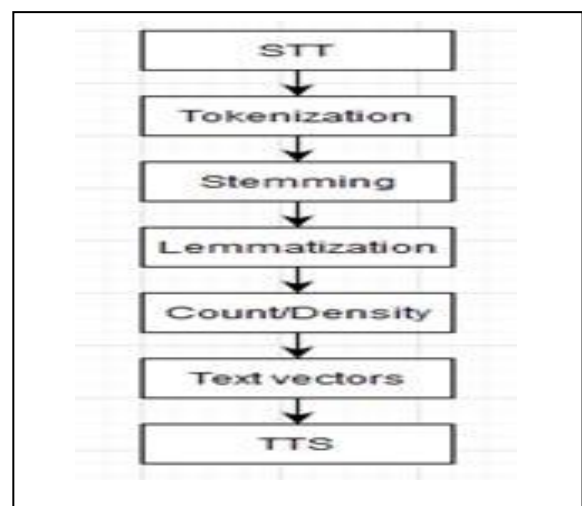 STT
Tokenization
Stemming
Lemmatization
Count/Density
Text vectors
TTS